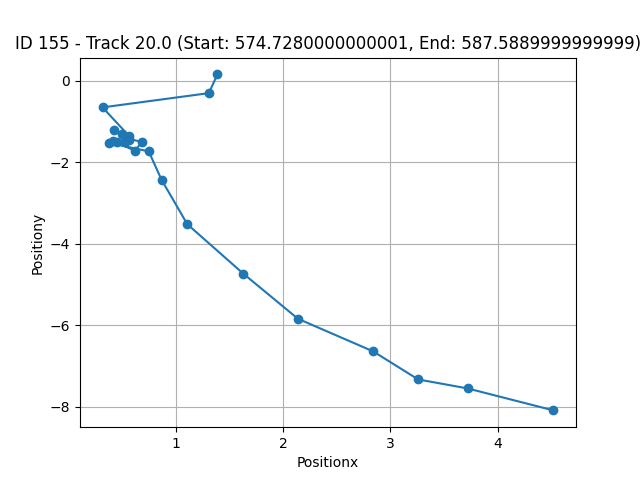 ID 155 - Track 20.0 (Start: 574.7280000000001, End: 587.5889999999999)
0
−2
−4
−6
−8
Positiony
1 2 3 4
Positionx